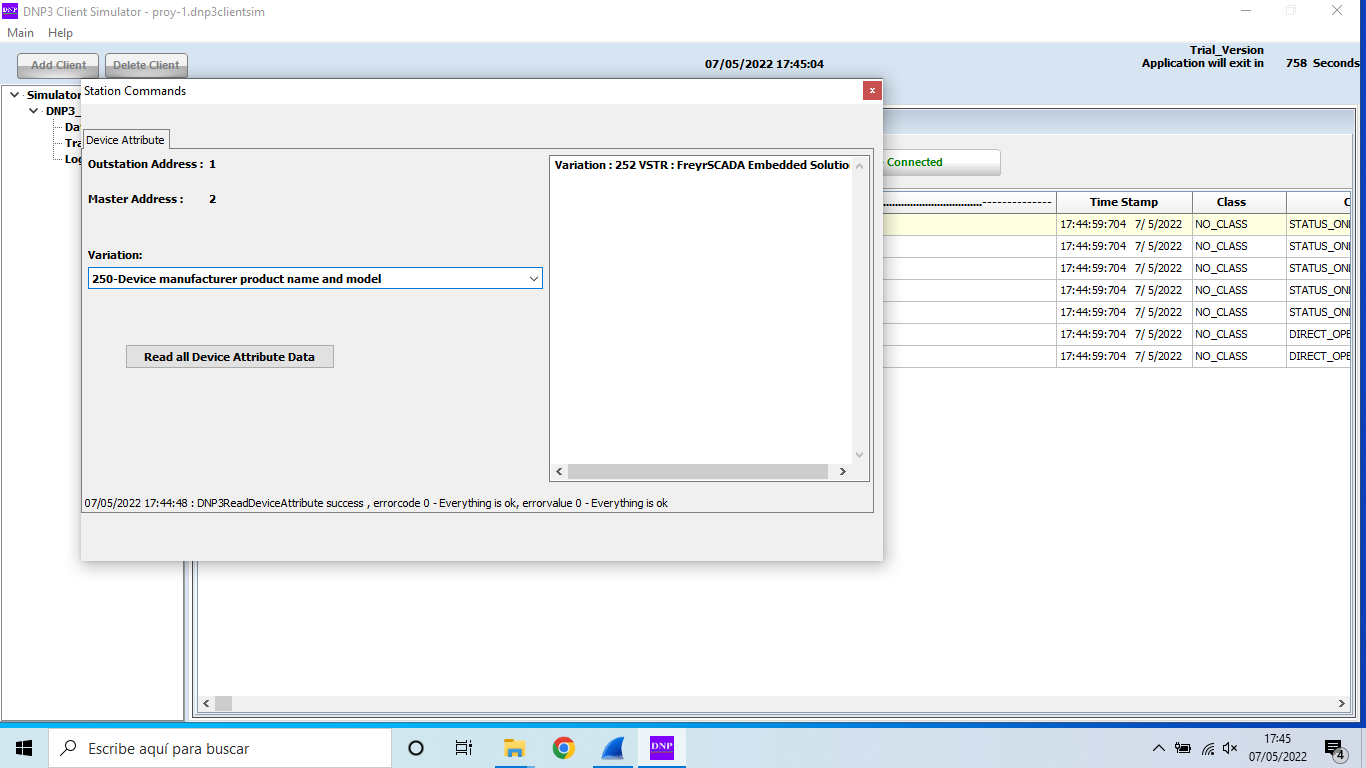 DNP3 Client Simulator - proy-1.dnp3clientsim
Main Help
Add Client Delete Client
07/05/2022 17:45:04
Trial_Version
Application will exit in 758 Seconds
Simulator
DNP3_
Da
Tra
Log
Station Commands
x
Device Attribute
Outstation Address : 1
Master Address : 2
Variation:
250-Device manufacturer product name and model
Read all Device Attribute Data
Variation : 252 VSTR : FreyrSCADA Embedded Solutio
07/05/2022 17:44:48 : DNP3ReadDeviceAttribute success , errorcode 0 - Everything is ok, errorvalue 0 - Everything is ok
Connected
Time Stamp Class C
17:44:59:704 7/ 5/2022 NO_CLASS STATUS_ONL
17:44:59:704 7/ 5/2022 NO_CLASS STATUS_ONL
17:44:59:704 7/ 5/2022 NO_CLASS STATUS_ONL
17:44:59:704 7/ 5/2022 NO_CLASS STATUS_ONL
17:44:59:704 7/ 5/2022 NO_CLASS STATUS_ONL
17:44:59:704 7/ 5/2022 NO_CLASS DIRECT_OPE
17:44:59:704 7/ 5/2022 NO_CLASS DIRECT_OPE
Escribe aquí para buscar
DNP
17:45
07/05/2022
4